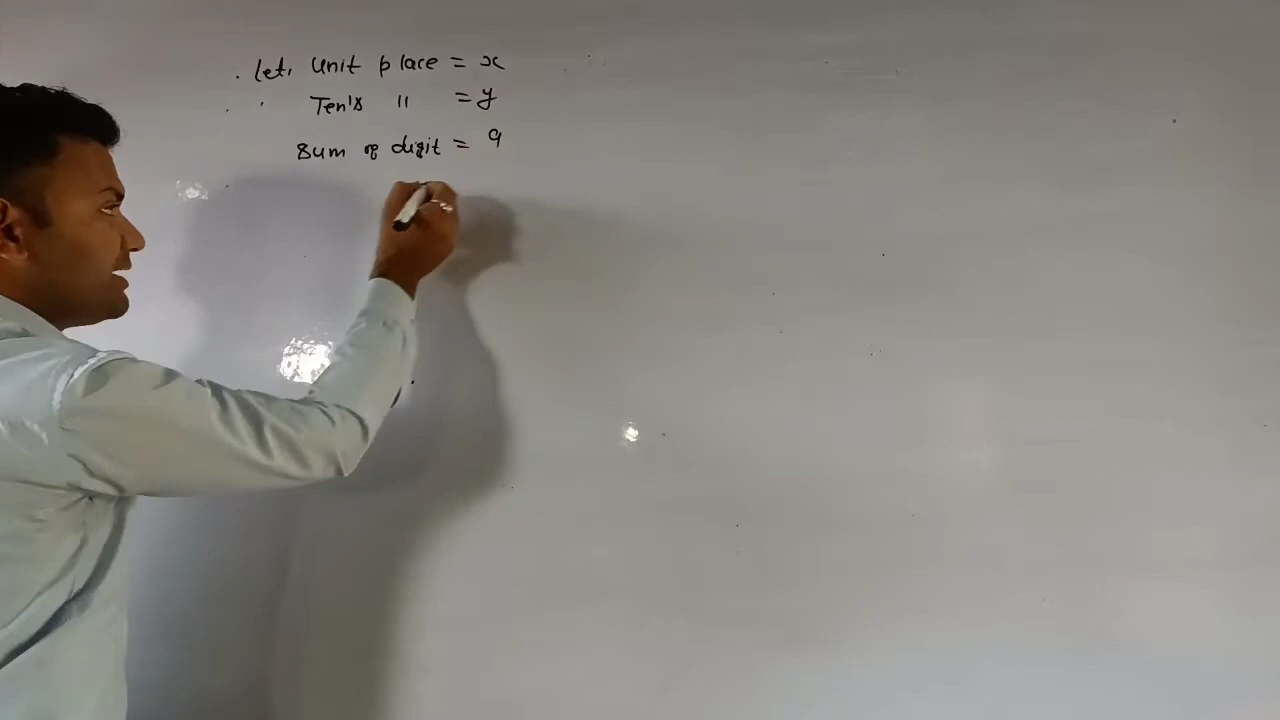 let, Unit place = x
Ten's " = y
Sum of digit = 9